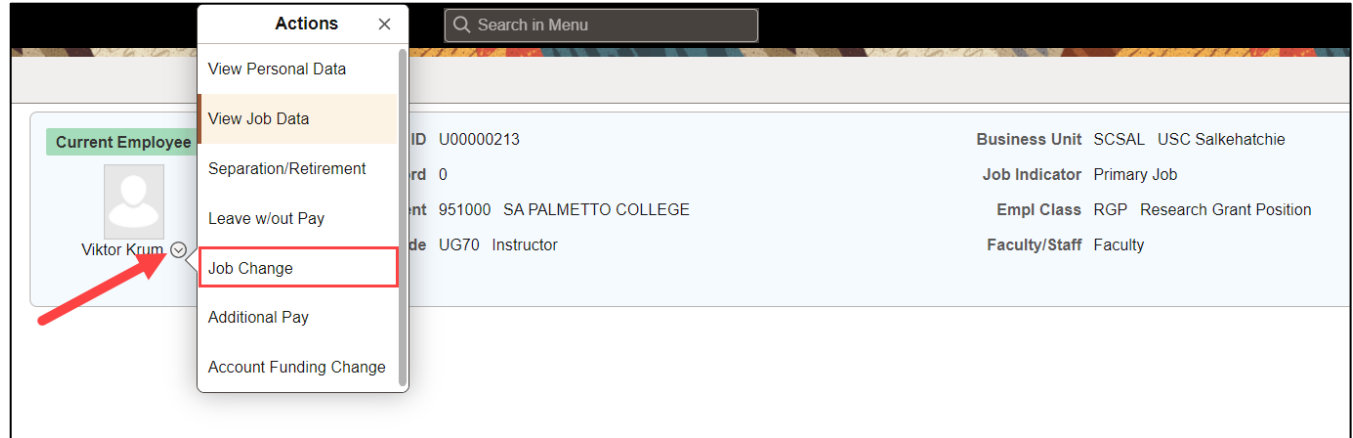 Actions
Search in Menu
View Personal Data
View Job Data
Separation/Retirement
Leave w/out Pay
Job Change
Additional Pay
Account Funding Change
Current Employee
Viktor Krum
ID U00000213
rd 0
nt 951000 SA PALMETTO COLLEGE
de UG70 Instructor
Business Unit SCSAL USC Salkehatchie
Job Indicator Primary Job
Empl Class RGP Research Grant Position
Faculty/Staff Faculty